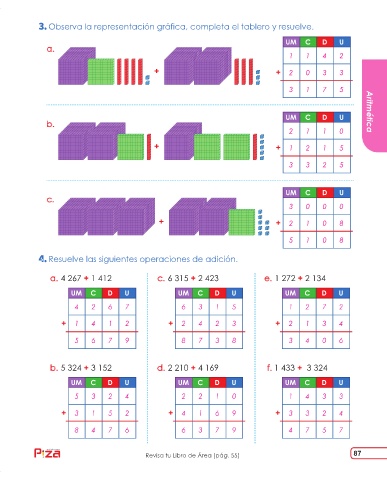 3. Observa la representación gráfica, completa el tablero y resuelve.
a.
UM C D U
1 1 4 2
+
+ 2 0 3 3
3 1 7 5
Aritmética
b.
UM C D U
2 1 1 0
+
+ 1 2 1 5
3 3 2 5
c.
UM C D U
3 0 0 0
+
+ 2 1 0 8
5 1 0 8
4. Resuelve las siguientes operaciones de adición.
a. 4 267 + 1 412 c. 6 315 + 2 423 e. 1 272 + 2 134
UM C D U UM C D U UM C D U
4 2 6 7 6 3 1 5 1 2 7 2
+ 1 4 1 2 + 2 4 2 3 + 2 1 3 4
5 6 7 9 8 7 3 8 3 4 0 6
b. 5 324 + 3 152 d. 2 210 + 4 169 f. 1 433 + 3 324
UM C D U UM C D U UM C D U
5 3 2 4 2 2 1 0 1 4 3 3
+ 3 1 5 2 + 4 1 6 9 + 3 3 2 4
8 4 7 6 6 3 7 9 4 7 5 7
Revisa tu Libro de Área (pág. 55) 87